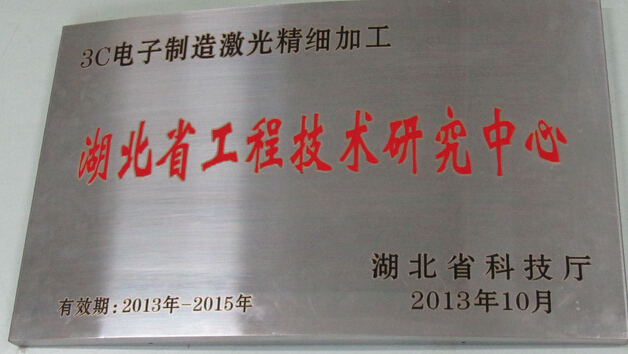 3C电子制造激光精细加工
湖北省工程技术研究中心
湖北省科技厅
有效期:2013年-2015年
2013年10月